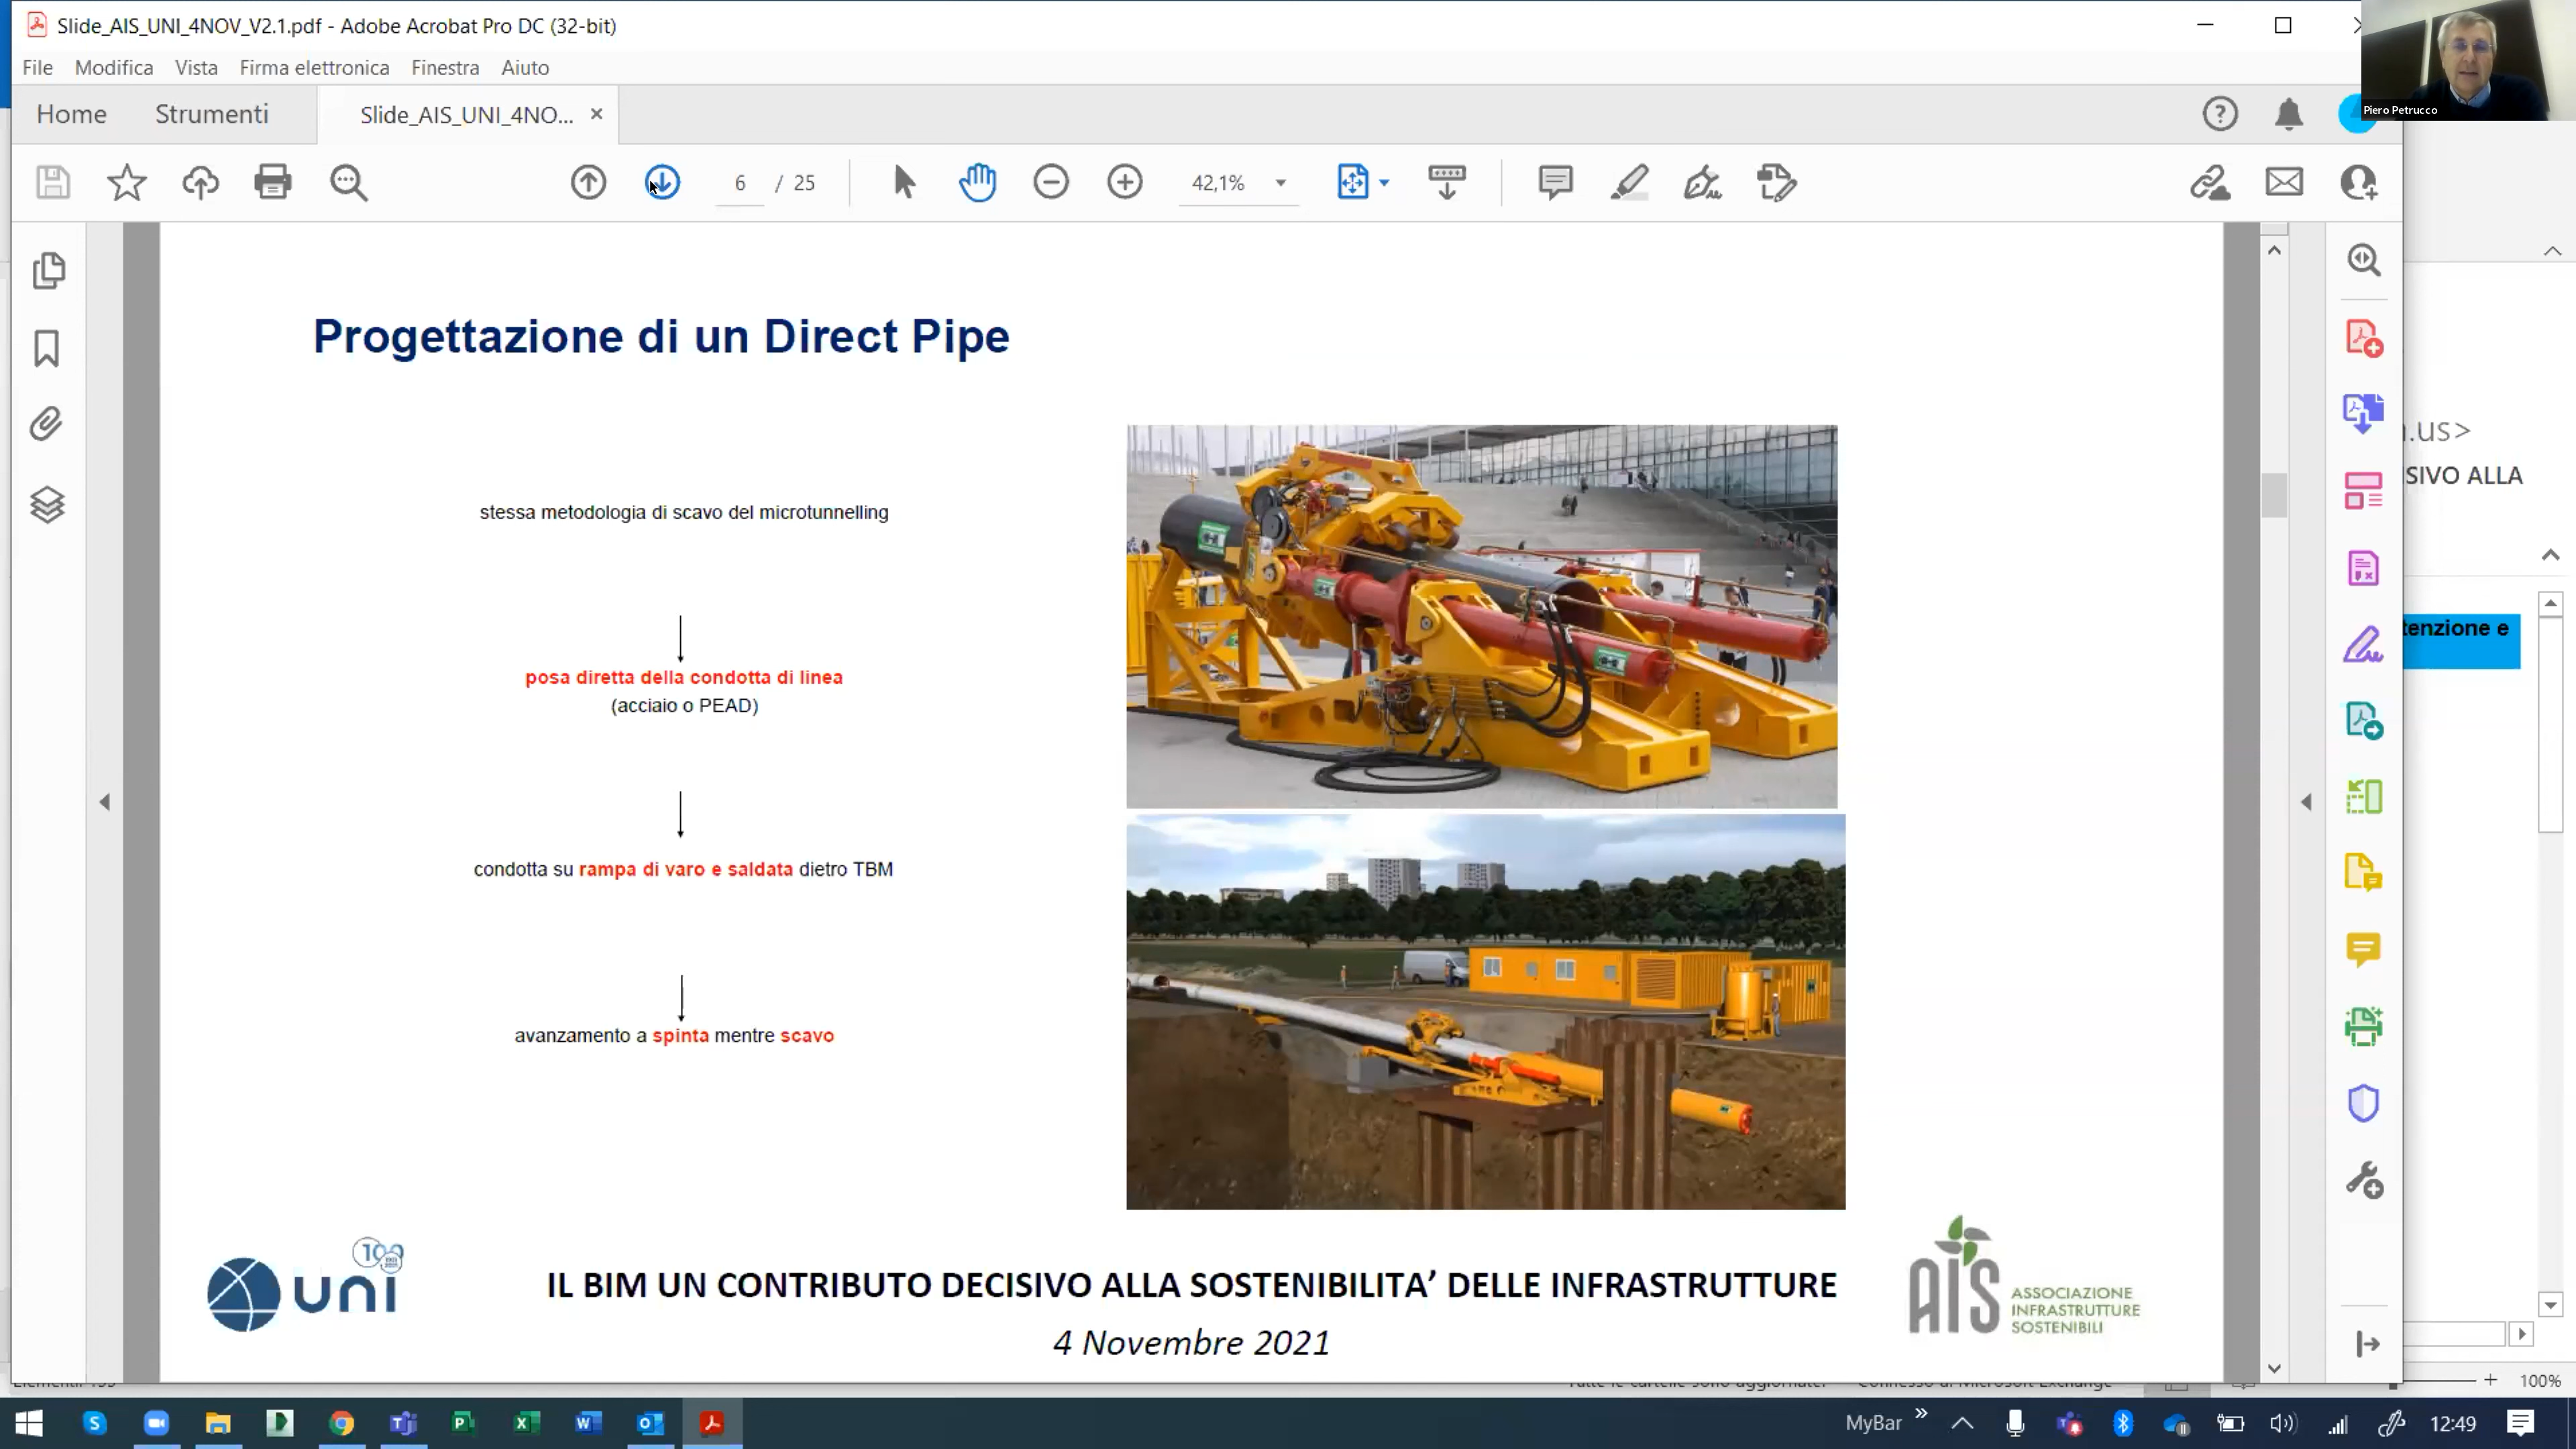 Slide_AIS_UNI_4NOV_V2.1.pdf - Adobe Acrobat Pro DC (32-bit)
File Modifica Vista Firma elettronica Finestra Aiuto
Home Strumenti Slide_AIS_UNI_4NO...
6 / 25 42,1%
Piero Petrucco
Progettazione di un Direct Pipe
stessa metodologia di scavo del microtunnelling
posa diretta della condotta di linea
(acciaio o PEAD)
condotta su rampa di varo e saldata dietro TBM
avanzamento a spinta mentre scavo
uni
100
IL BIM UN CONTRIBUTO DECISIVO ALLA SOSTENIBILITA’ DELLE INFRASTRUTTURE
4 Novembre 2021
AIS ASSOCIAZIONE
INFRASTRUTTURE
SOSTENIBILI
.us>
SIVO ALLA
tenzione e
100%
MyBar
12:49